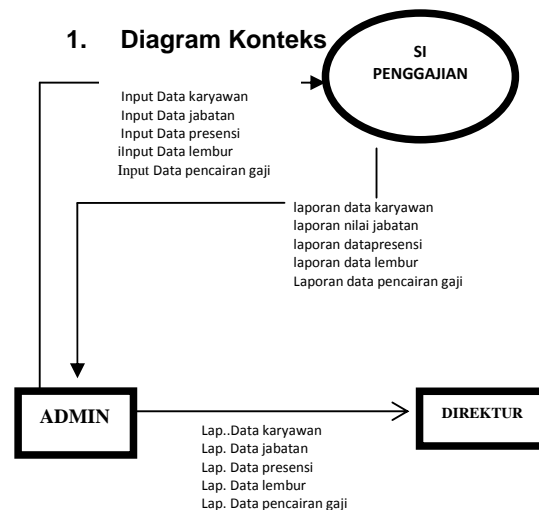 1. Diagram Konteks
SI
PENGGAJIAN
Input Data karyawan
Input Data jabatan
Input Data presensi
iInput Data lembur
Input Data pencairan gaji
laporan data karyawan
laporan nilai jabatan
laporan datapresensi
laporan data lembur
Laporan data pencairan gaji
ADMIN
DIREKTUR
Lap..Data karyawan
Lap. Data jabatan
Lap. Data presensi
Lap. Data lembur
Lap. Data pencairan gaji